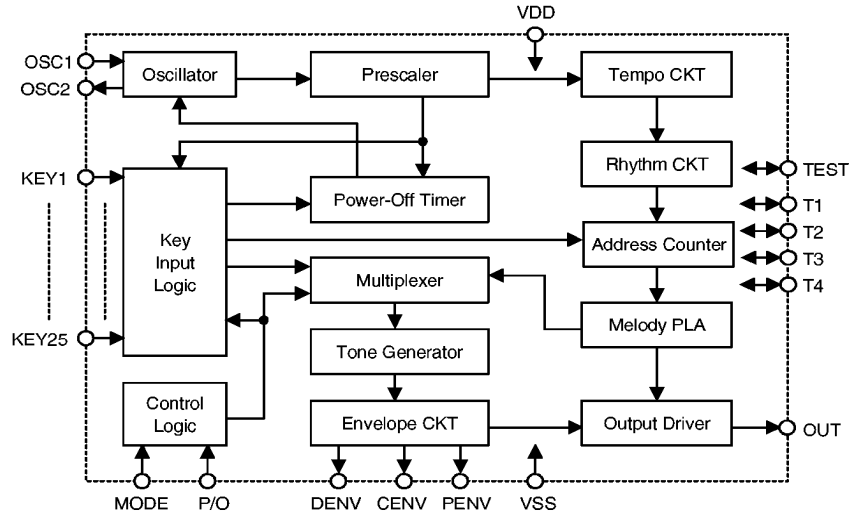 VDD
OSC1
OSC2
Oscillator
Prescaler
Tempo CKT
KEY1
Rhythm CKT
TEST
Power-Off Timer
T1
Key
Input
Logic
Address Counter
T2
T3
Multiplexer
T4
KEY25
Melody PLA
Tone Generator
Control
Logic
Envelope CKT
Output Driver
OUT
MODE
P/O
DENV
CENV
PENV
VSS